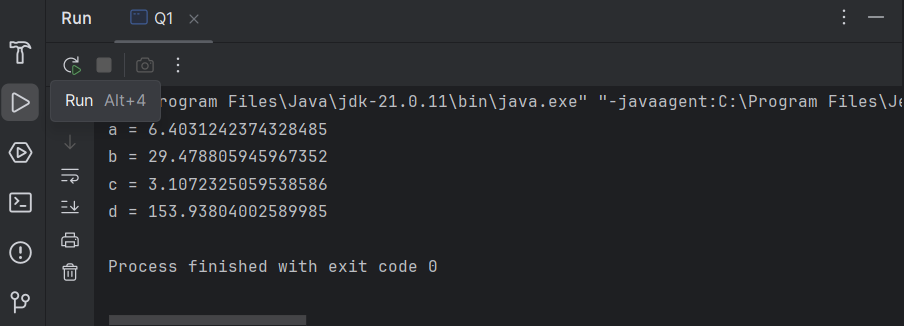 Run Q1
Run Alt+4
rogram Files\Java\jdk-21.0.11\bin\java.exe" "-javaagent:C:\Program Files\Je
a = 6.4031242374328485
b = 29.478805945967352
c = 3.1072325059538586
d = 153.93804002589985
Process finished with exit code 0